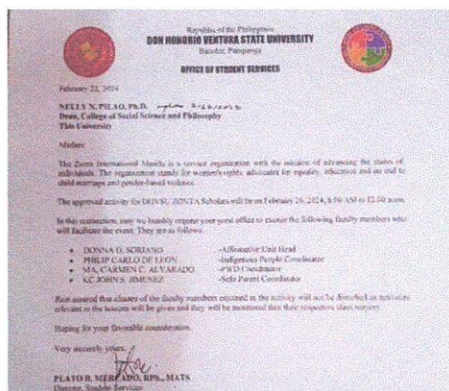 Republic of the Philippines
DON HONORIO VENTURA STATE UNIVERSITY
Bacolor, Pampanga
OFFICE OF STUDENT SERVICES
February 22, 2024
NELLY N. PILAO, Ph.D.
Dean, College of Social Science and Philosophy
This University
Madam:
The Zonta International Manila is a service organization with the mission of advancing the status of
individuals. The organization stands for women's rights, advocates for equality, education and an end to
child marriage and gender-based violence.
The approved activity for DHVSU ZONTA Scholars will be on February 26, 2024, 8:00 AM to 12:00 noon.
In this connection, may we humbly request your good office to excuse the following faculty members who
will facilitate the event. They are as follows:
• DONNA G. SORIANO -Affirmative Unit Head
• PHILIP CARLO DE LEON -Indigenous People Coordinator
• MA. CARMEN C. ALVARADO -PWD Coordinator
• KC JOHN S. JIMENEZ -Solo Parent Coordinator
Rest assured that classes of the faculty members enjoined in the activity will not be disturbed as activities
relevant to the lessons will be given and they will be monitored thru their respective class mayors.
Hoping for your favorable consideration.
Very sincerely yours,
PLATO B. MERCADO, RPh., MATS
Director, Student Services